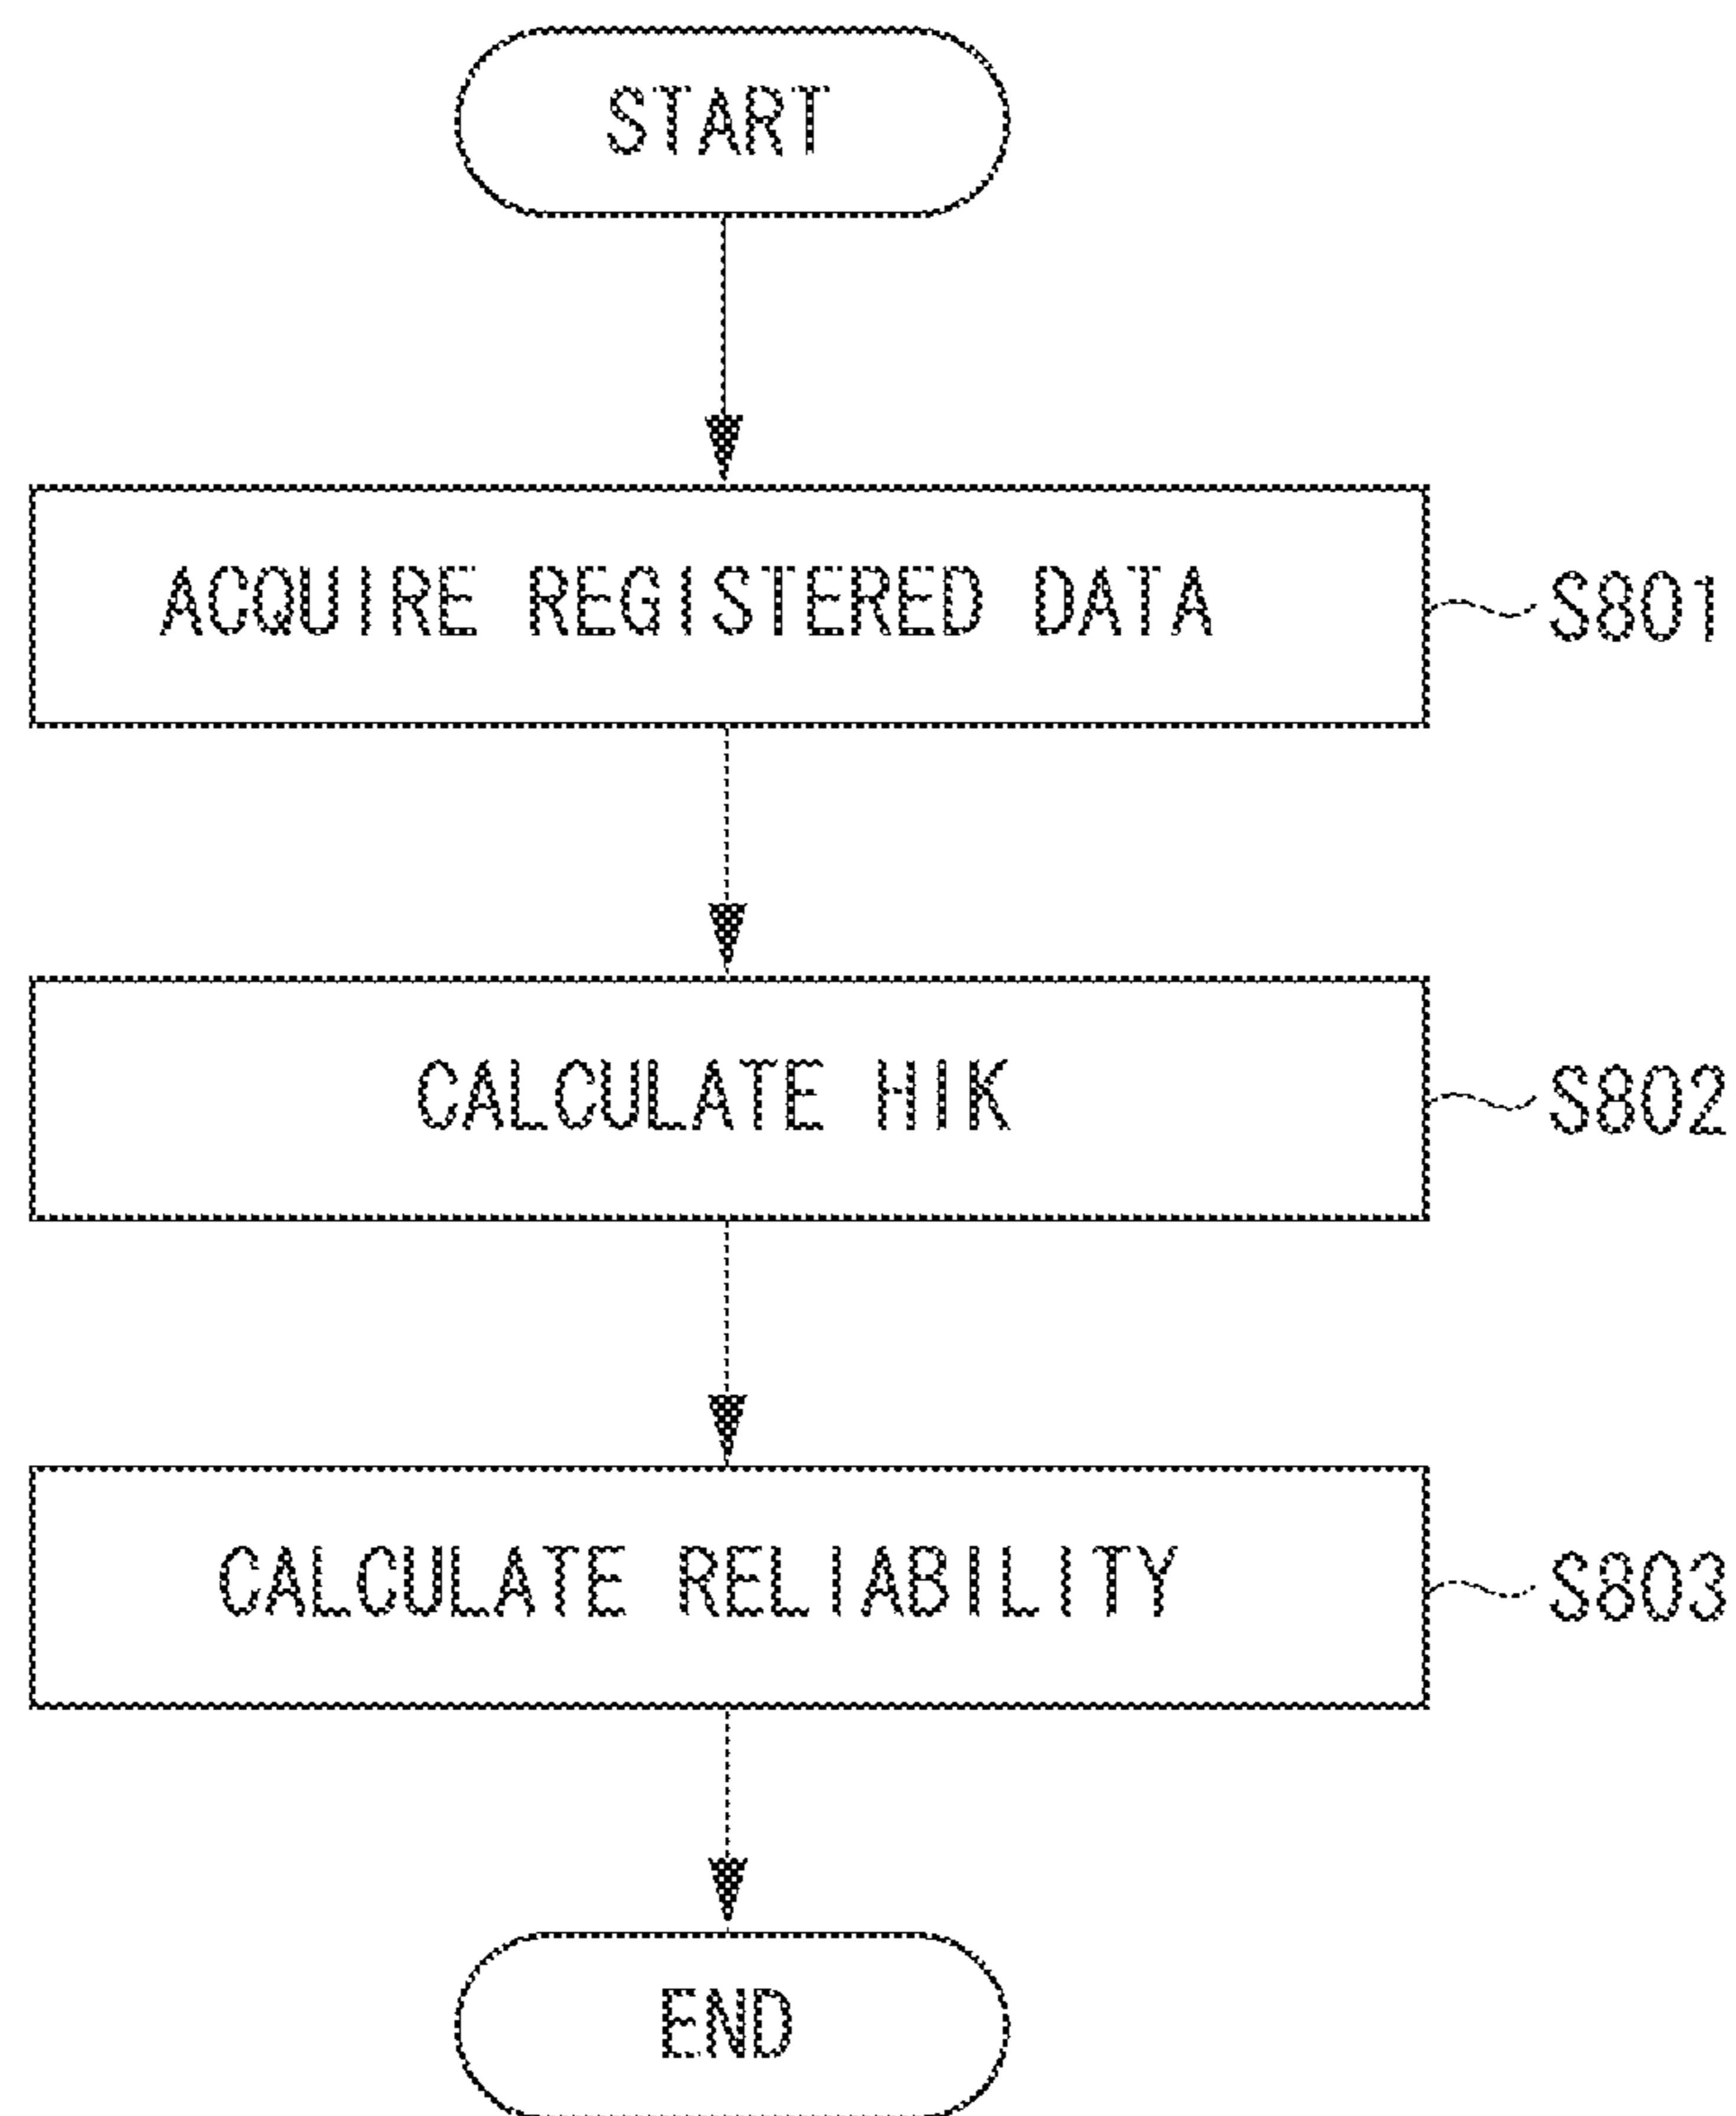 START
ACQUIRE REGISTERED DATA
S801
CALCULATE HIK
S802
CALCULATE RELIABILITY
S803
END